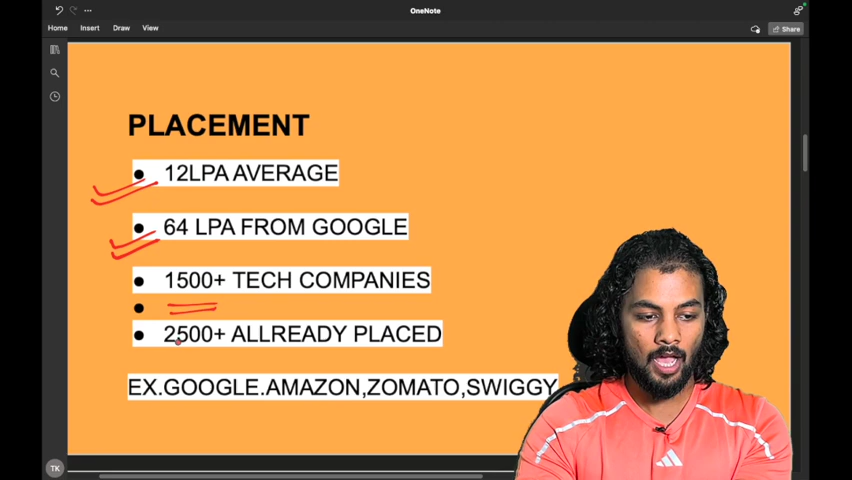 OneNote
Home Insert Draw View
Share
PLACEMENT
12LPA AVERAGE
64 LPA FROM GOOGLE
1500+ TECH COMPANIES
2500+ ALLREADY PLACED
EX.GOOGLE.AMAZON,ZOMATO,SWIGGY
TK